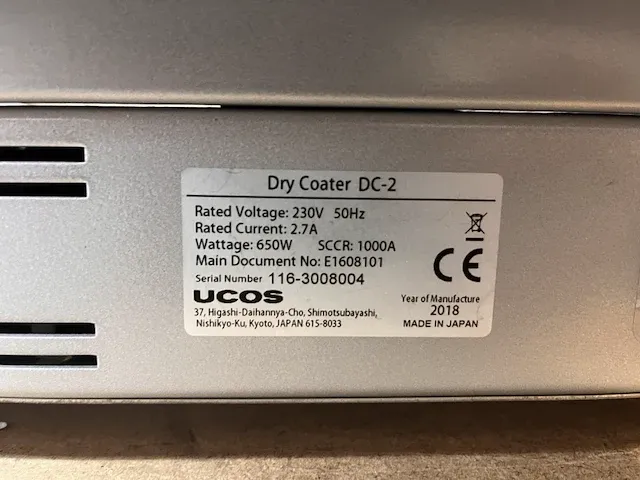 Dry Coater DC-2
Rated Voltage: 230V 50Hz
Rated Current: 2.7A
Wattage: 650W SCCR: 1000A
Main Document No: E1608101
Serial Number 116-3008004
CE
UCOS
37, Higashi-Daihannya-Cho, Shimotsubayashi,
Nishikyo-Ku, Kyoto, JAPAN 615-8033
Year of Manufacture
2018
MADE IN JAPAN